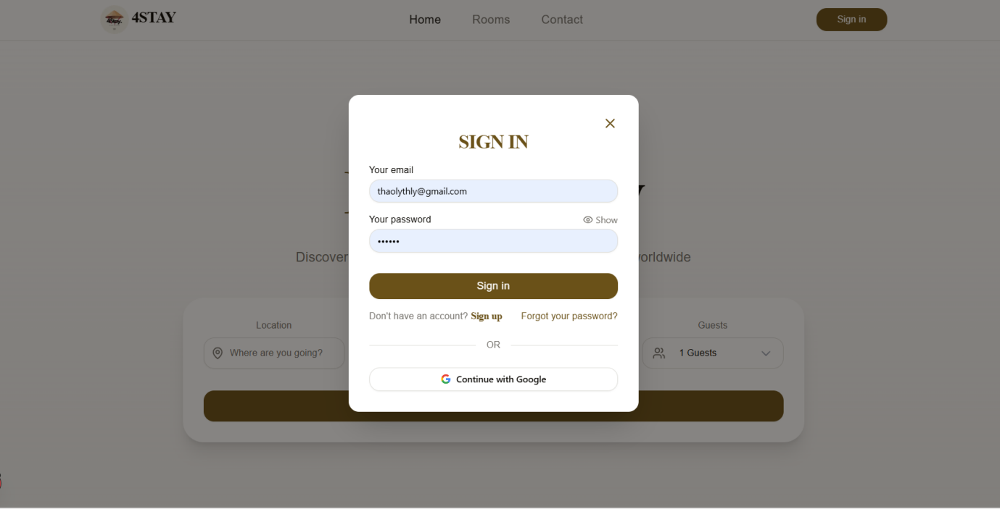 4STAY
Home Rooms Contact
Sign in
SIGN IN
Your email
thaolythly@gmail.com
Your password
Show
••••••
Sign in
Don't have an account? Sign up
Forgot your password?
OR
Continue with Google
Discover
worldwide
Location
Where are you going?
Guests
1 Guests